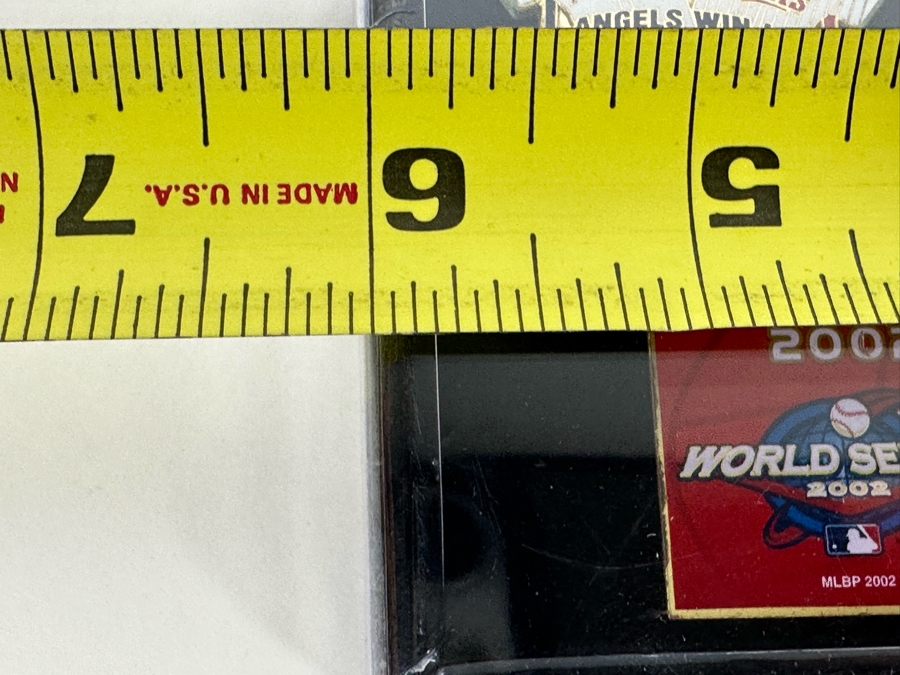 ANGELS WIN
7 MADE IN U.S.A. 6 5
2002
WORLD SE
2002
MLBP 2002